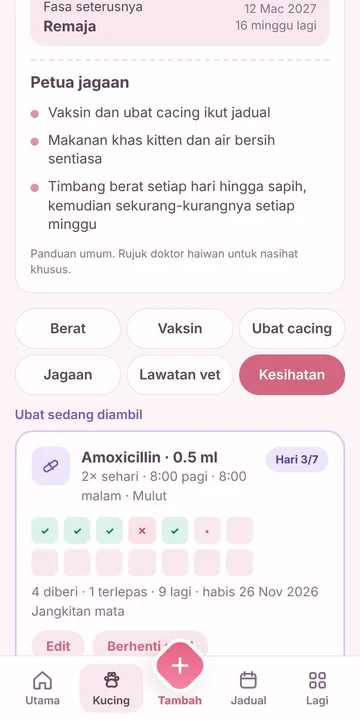 Fasa seterusnya
12 Mac 2027
Remaja
16 minggu lagi
Petua jagaan
Vaksin dan ubat cacing ikut jadual
Makanan khas kitten dan air bersih
sentiasa
Timbang berat setiap hari hingga sapih,
kemudian sekurang-kurangnya setiap
minggu
Panduan umum. Rujuk doktor haiwan untuk nasihat
khusus.
Berat
Vaksin
Ubat cacing
Jagaan
Lawatan vet
Kesihatan
Ubat sedang diambil
Amoxicillin · 0.5 ml
Hari 3/7
2× sehari · 8:00 pagi · 8:00
malam · Mulut
4 diberi · 1 terlepas · 9 lagi · habis 26 Nov 2026
Jangkitan mata
Edit
Berhenti
Utama
Kucing
Tambah
Jadual
Lagi